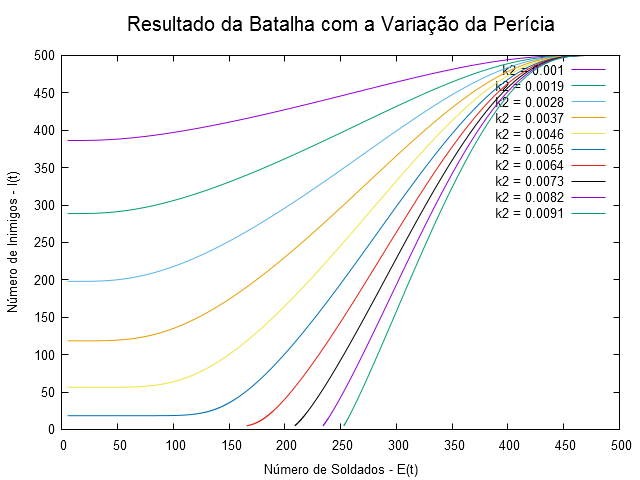 Resultado da Batalha com a Variação da Perícia
Número de Inimigos - I(t)
500
450
400
350
300
250
200
150
100
50
0
k2 = 0.001
k2 = 0.0019
k2 = 0.0028
k2 = 0.0037
k2 = 0.0046
k2 = 0.0055
k2 = 0.0064
k2 = 0.0073
k2 = 0.0082
k2 = 0.0091
0 50 100 150 200 250 300 350 400 450 500
Número de Soldados - E(t)